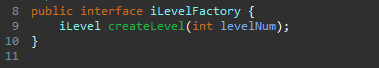 8 public interface iLevelFactory {
9     iLevel createLevel(int levelNum);
10 }
11